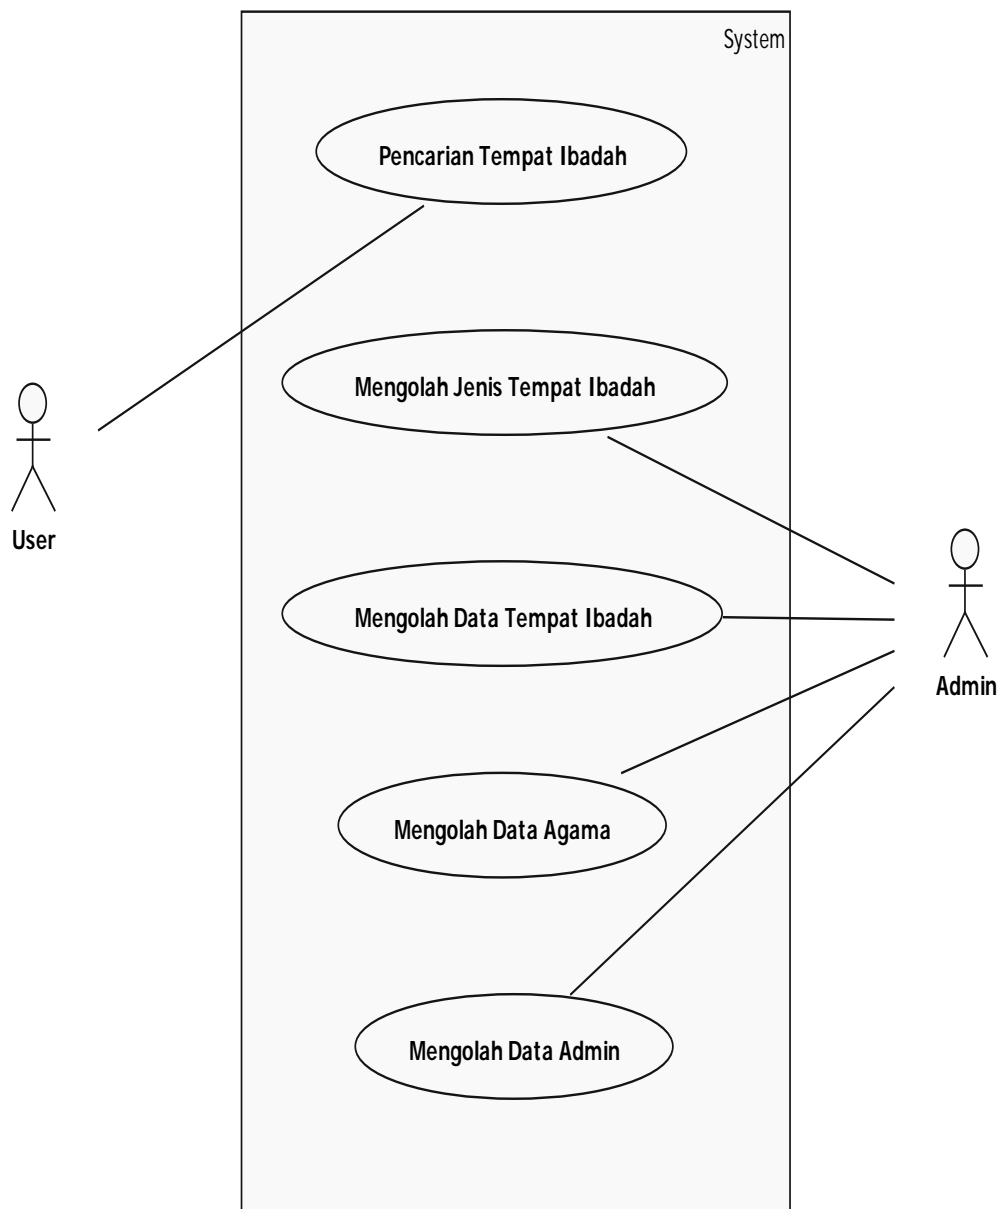 System
Pencarian Tempat Ibadah
Mengolah Jenis Tempat Ibadah
User
Mengolah Data Tempat Ibadah
Admin
Mengolah Data Agama
Mengolah Data Admin